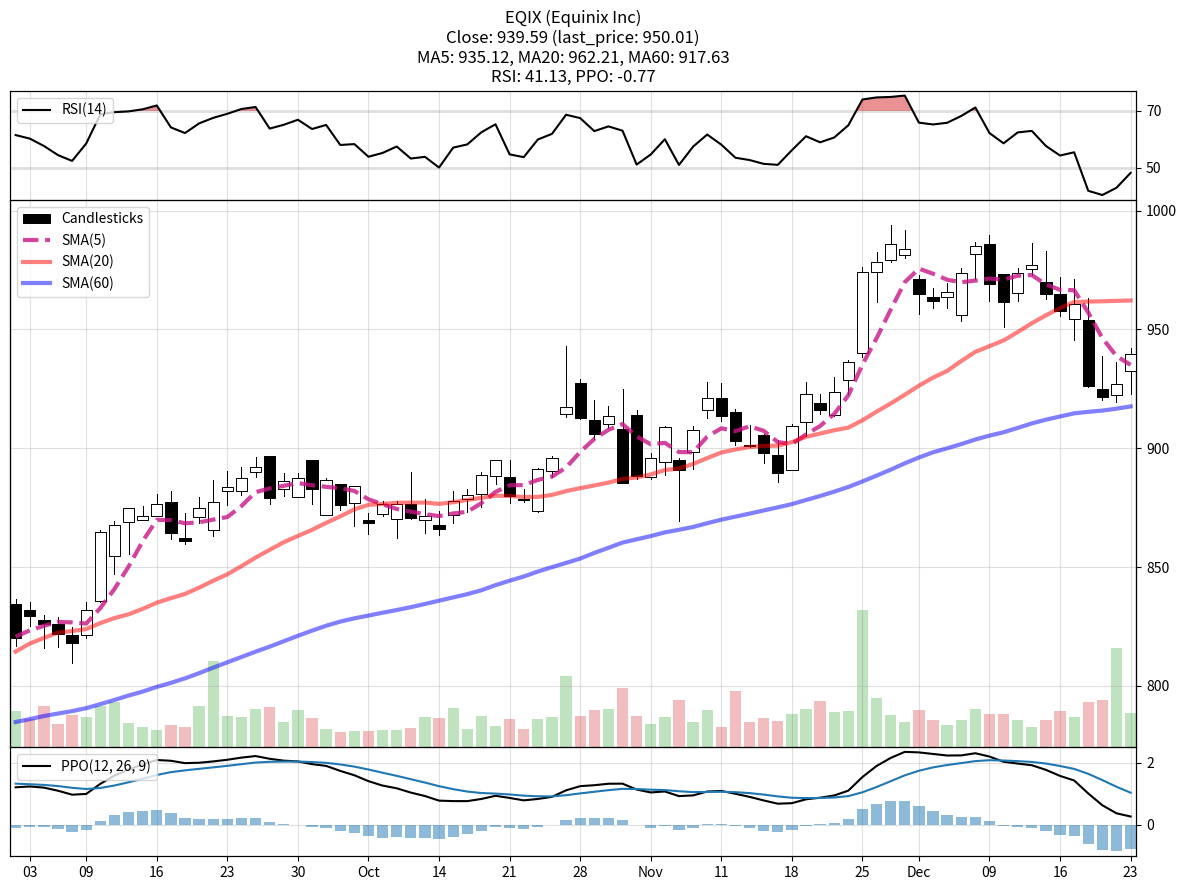 EQIX (Equinix Inc)
Close: 939.59 (last_price: 950.01)
MA5: 935.12, MA20: 962.21, MA60: 917.63
RSI: 41.13, PPO: -0.77
RSI(14)
70
50
Candlesticks
SMA(5)
SMA(20)
SMA(60)
1000
950
900
850
800
PPO(12, 26, 9)
2
0
03 09 16 23 30 Oct 14 21 28 Nov 11 18 25 Dec 09 16 23